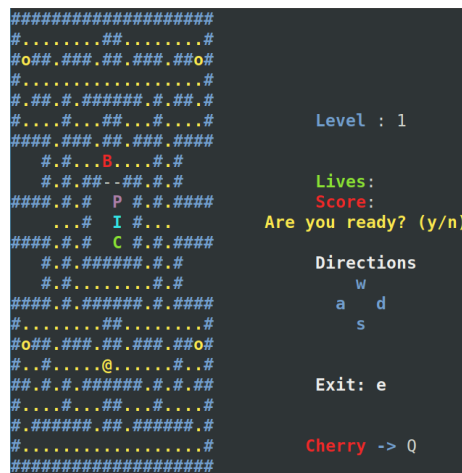 ####################
#........##........#
#o##.###.##.###.##o#
#..................#
#.##.#.######.#.##.#
#....#...##...#....# Level : 1
####.###.##.###.####
#.#...B....#.#
#.#.##--##.#.# Lives:
####.#.# P #.#.#### Score:
...# I #... Are you ready? (y/n)
####.#.# C #.#.####
#.#.######.#.# Directions
#.#........#.# w
####.#.######.#.#### a d
#........##........# s
#o##.###.##.###.##o#
#..#.....@......#..#
##.#.#.######.#.#.## Exit: e
#....#...##...#....#
#.######.##.######.#
#..................# Cherry -> Q
####################